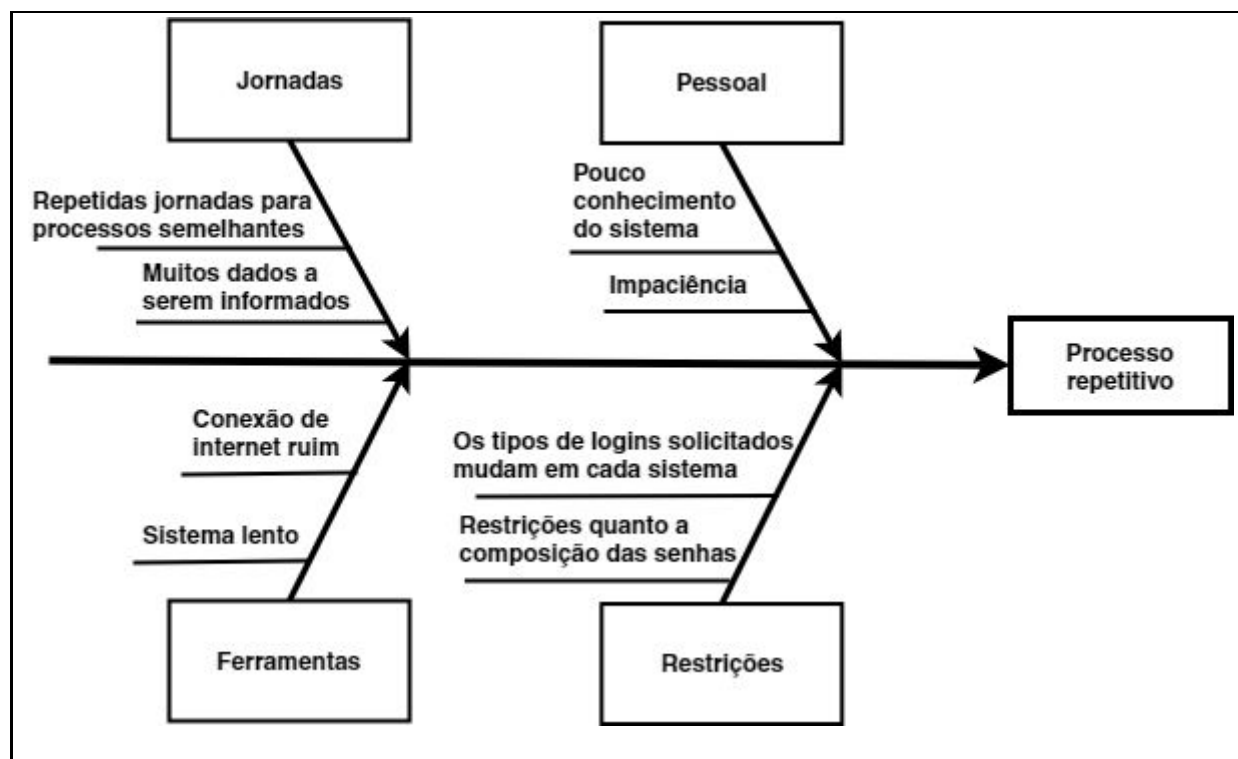 Jornadas
Pessoal
Repetidas jornadas para
processos semelhantes
Muitos dados a
serem informados
Pouco
conhecimento
do sistema
Impaciência
Processo
repetitivo
Conexão de
internet ruim
Sistema lento
Os tipos de logins solicitados
mudam em cada sistema
Restrições quanto a
composição das senhas
Ferramentas
Restrições